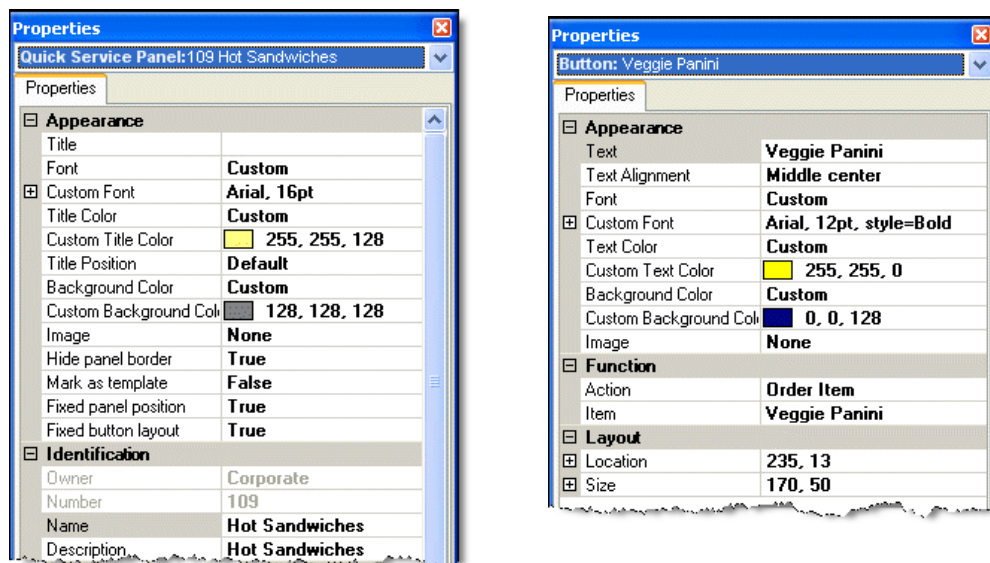 Properties
Quick Service Panel:109 Hot Sandwiches
Properties
Appearance
Title
Font Custom
Custom Font Arial, 16pt
Title Color Custom
Custom Title Color 255, 255, 128
Title Position Default
Background Color Custom
Custom Background Col 128, 128, 128
Image None
Hide panel border True
Mark as template False
Fixed panel position True
Fixed button layout True
Identification
Owner Corporate
Number 109
Name Hot Sandwiches
Description Hot Sandwiches
Properties
Button: Veggie Panini
Properties
Appearance
Text Veggie Panini
Text Alignment Middle center
Font Custom
Custom Font Arial, 12pt, style=Bold
Text Color Custom
Custom Text Color 255, 255, 0
Background Color Custom
Custom Background Col 0, 0, 128
Image None
Function
Action Order Item
Item Veggie Panini
Layout
Location 235, 13
Size 170, 50